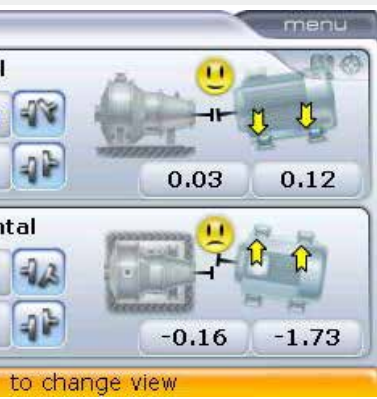 menu
l
0.03 0.12
ntal
-0.16 -1.73
to change view